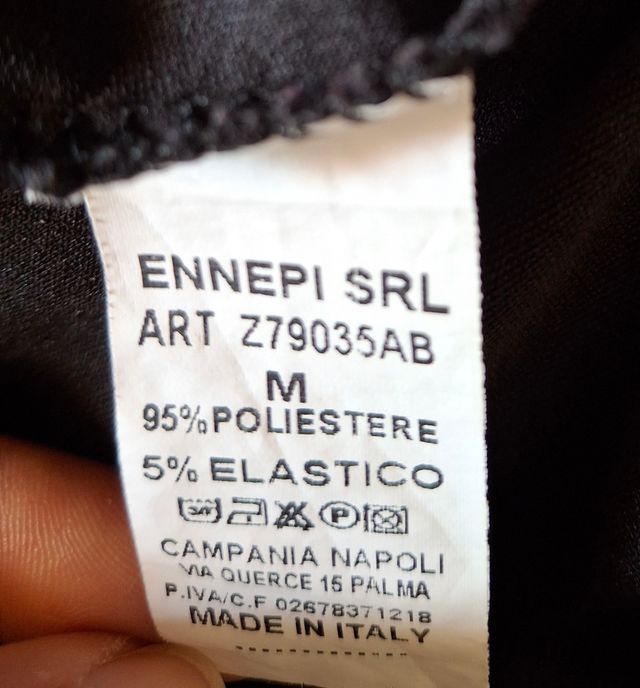 ENNEPI SRL
ART Z79035AB
M
95%POLIESTERE
5% ELASTICO
P
CAMPANIA NAPOLI
VIA QUERCE 15 PALMA
P.IVA/C.F 02678371218
MADE IN ITALY